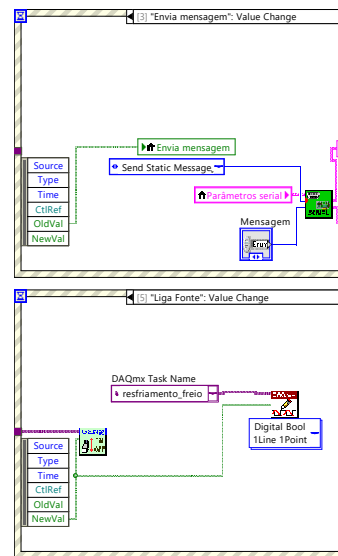 [3] "Envia mensagem": Value Change
Envia mensagem
Send Static Message
Parâmetros serial
Mensagem
Enum
Source
Type
Time
CtlRef
OldVal
NewVal
SERIAL
[5] "Liga Fonte": Value Change
DAQmx Task Name
resfriamento_freio
Digital Bool
1Line 1Point
Source
Type
Time
CtlRef
OldVal
NewVal